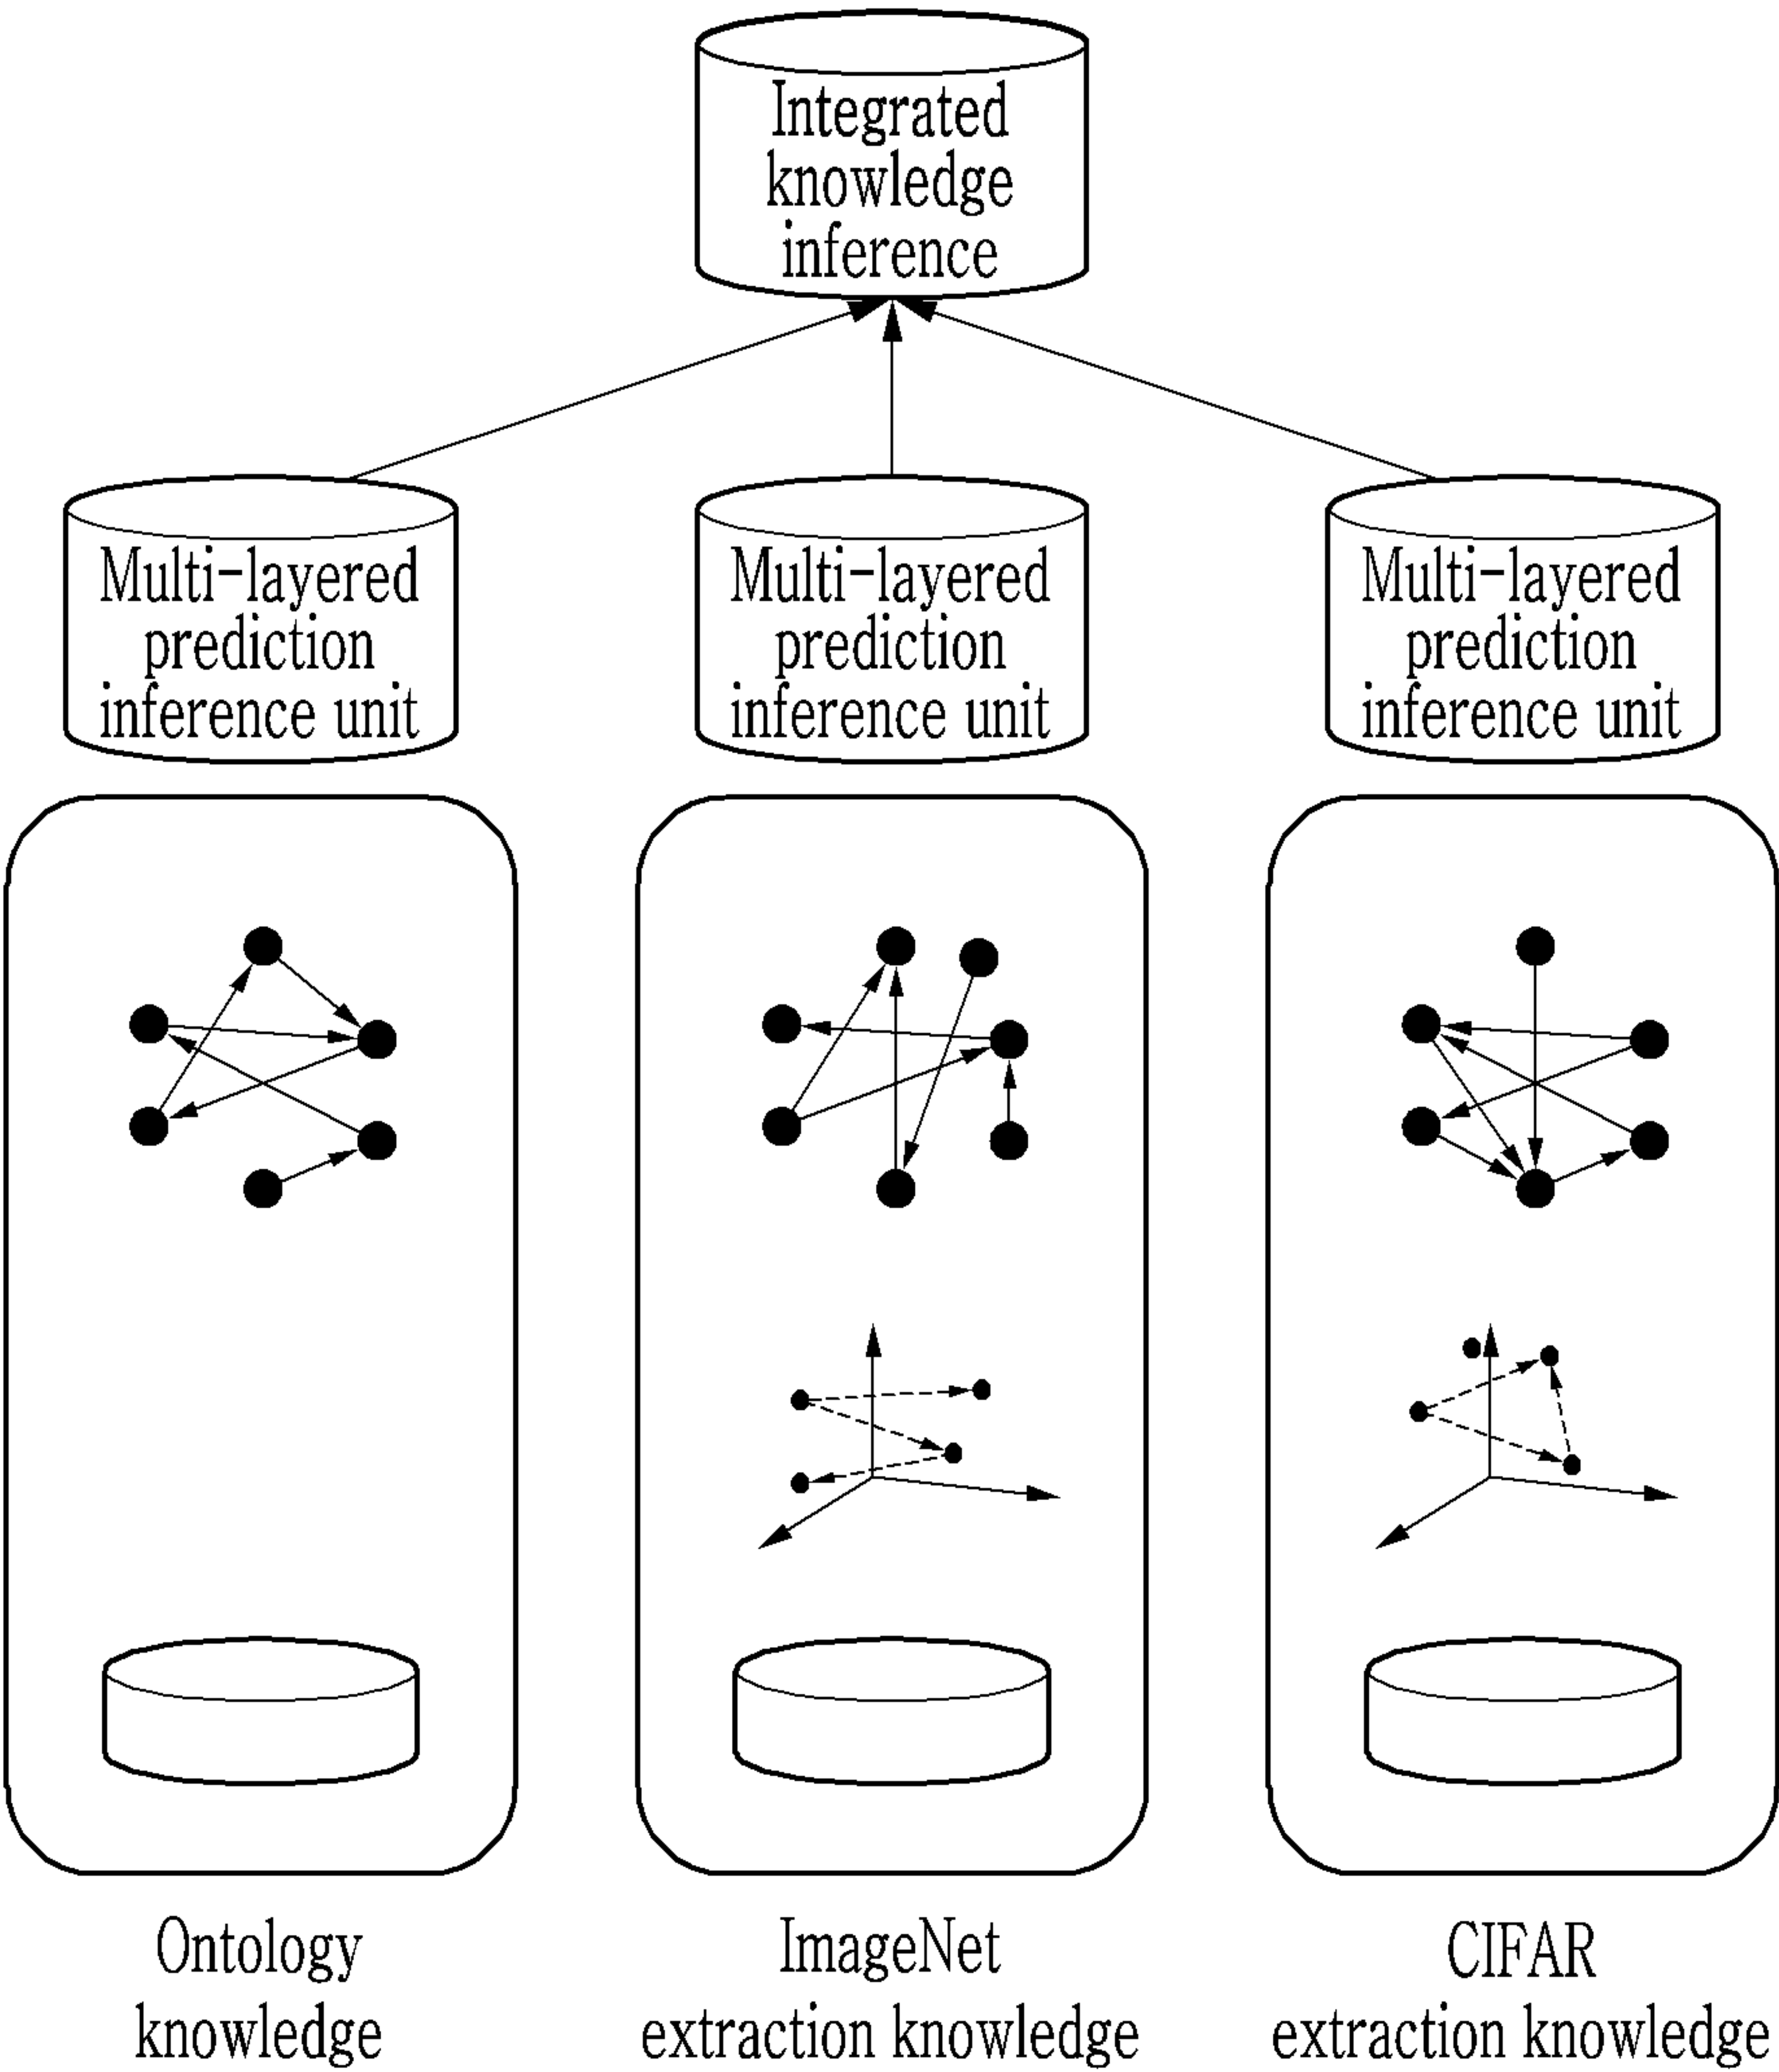 Integrated
knowledge
inference
Multi-layered
prediction
inference unit
Multi-layered
prediction
inference unit
Multi-layered
prediction
inference unit
Ontology
knowledge
ImageNet
extraction knowledge
CIFAR
extraction knowledge